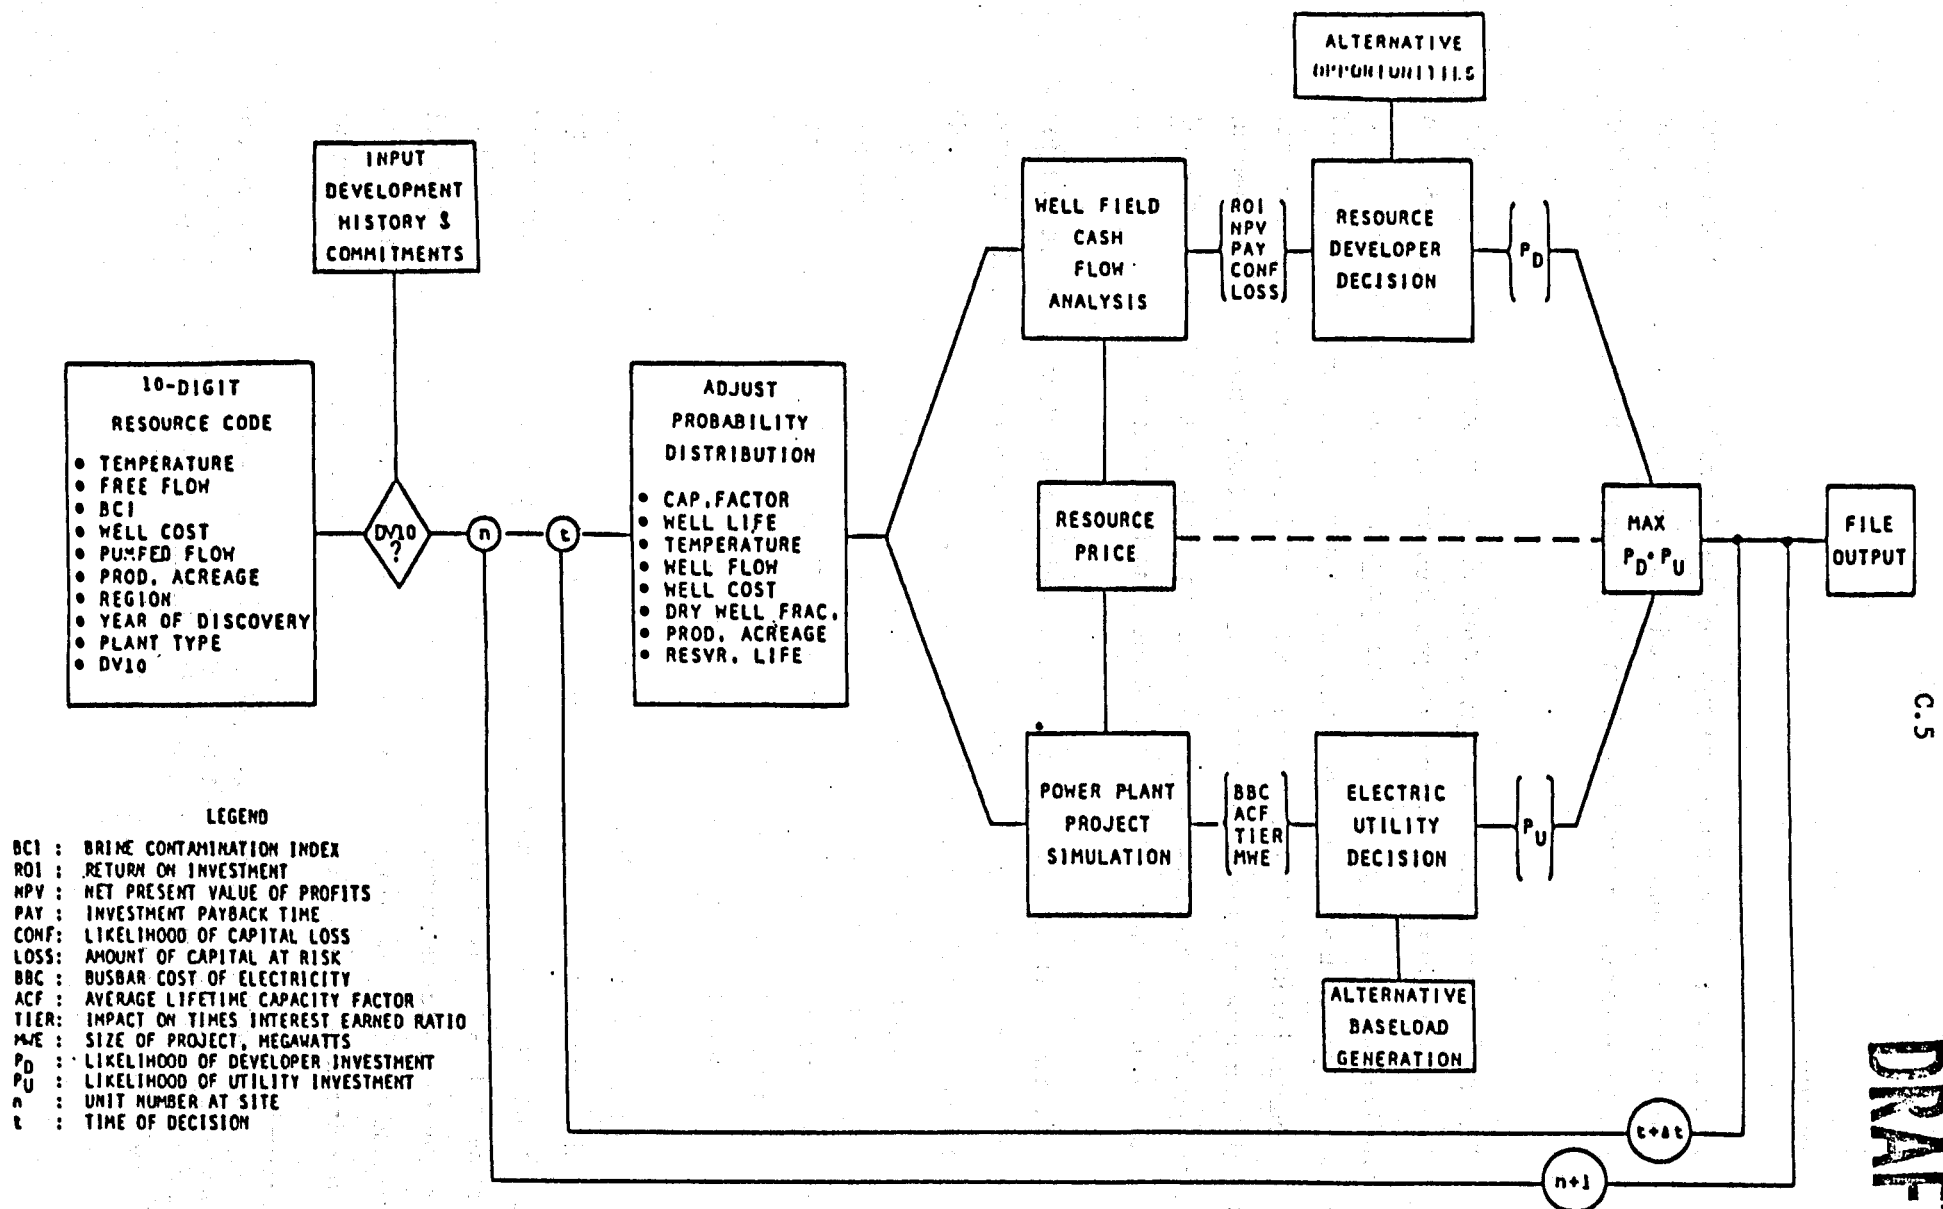 ALTERNATIVE
OPPORTUNITIES
INPUT
DEVELOPMENT
HISTORY &
COMMITMENTS
10-DIGIT
RESOURCE CODE
• TEMPERATURE
• FREE FLOW
• BCI
• WELL COST
• PUMPED FLOW
• PROD. ACREAGE
• REGION
• YEAR OF DISCOVERY
• PLANT TYPE
• DV10
DV10
?
n
t
ADJUST
PROBABILITY
DISTRIBUTION
• CAP.FACTOR
• WELL LIFE
• TEMPERATURE
• WELL FLOW
• WELL COST
• DRY WELL FRAC.
• PROD. ACREAGE
• RESVR. LIFE
WELL FIELD
CASH
FLOW
ANALYSIS
ROI
NPV
PAY
CONF
LOSS
RESOURCE
DEVELOPER
DECISION
P_D
RESOURCE
PRICE
MAX
P_D • P_U
FILE
OUTPUT
POWER PLANT
PROJECT
SIMULATION
BBC
ACF
TIER
MWE
ELECTRIC
UTILITY
DECISION
P_U
ALTERNATIVE
BASELOAD
GENERATION
t+Δt
n+1
LEGEND
BCI : BRINE CONTAMINATION INDEX
ROI : RETURN ON INVESTMENT
NPV : NET PRESENT VALUE OF PROFITS
PAY : INVESTMENT PAYBACK TIME
CONF: LIKELIHOOD OF CAPITAL LOSS
LOSS: AMOUNT OF CAPITAL AT RISK
BBC : BUSBAR COST OF ELECTRICITY
ACF : AVERAGE LIFETIME CAPACITY FACTOR
TIER: IMPACT ON TIMES INTEREST EARNED RATIO
MWE : SIZE OF PROJECT, MEGAWATTS
P_D : LIKELIHOOD OF DEVELOPER INVESTMENT
P_U : LIKELIHOOD OF UTILITY INVESTMENT
n : UNIT NUMBER AT SITE
t : TIME OF DECISION
C.5